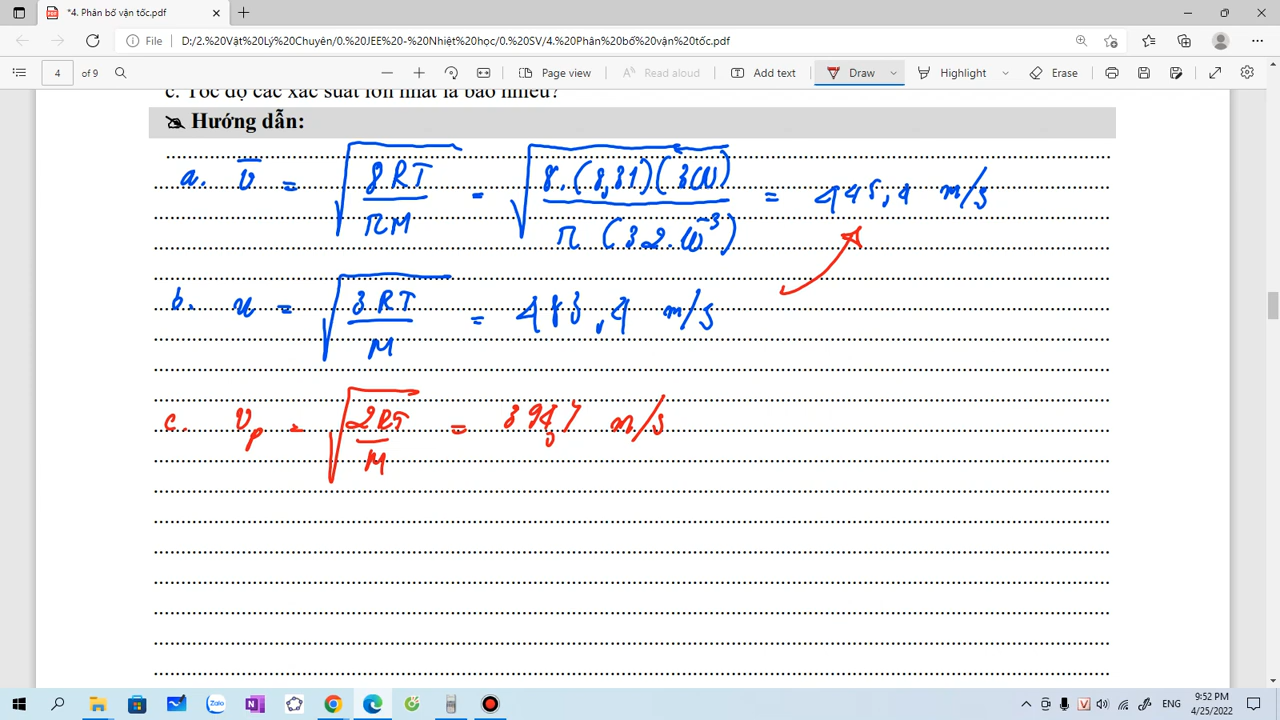 *4. Phân bố vận tốc.pdf
File D:/2.%20Vật%20Lý%20Chuyên/0.%20JEE%20-%20Nhiệt%20học/0.%20SV/4.%20Phân%20bố%20vận%20tốc.pdf
4 of 9 Page view Read aloud Add text Draw Highlight Erase
c. Tốc độ các xác suất lớn nhất là bao nhiêu?
Hướng dẫn:
a. v̅ = √(8RT/πM) = √(8.(8,31)(300)/π(32.10⁻³)) = 445,4 m/s
b. u = √(3RT/M) = 483,4 m/s
c. vₚ = √(2RT/M) = 394,7 m/s
Zalo
ENG
9:52 PM
4/25/2022